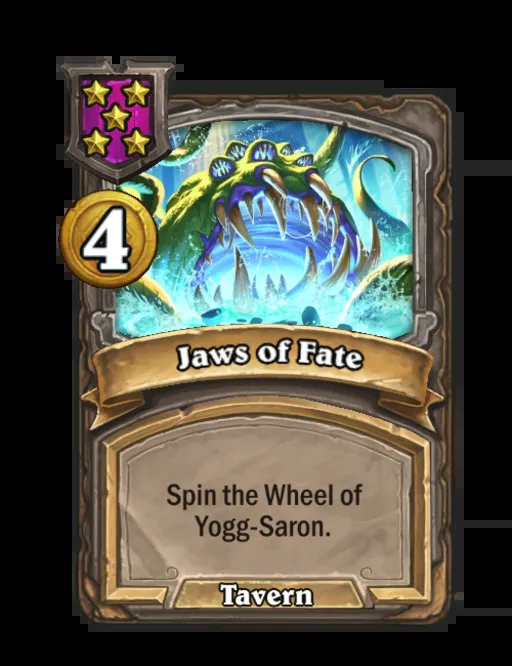 4
Jaws of Fate
Spin the Wheel of
Yogg-Saron.
Tavern